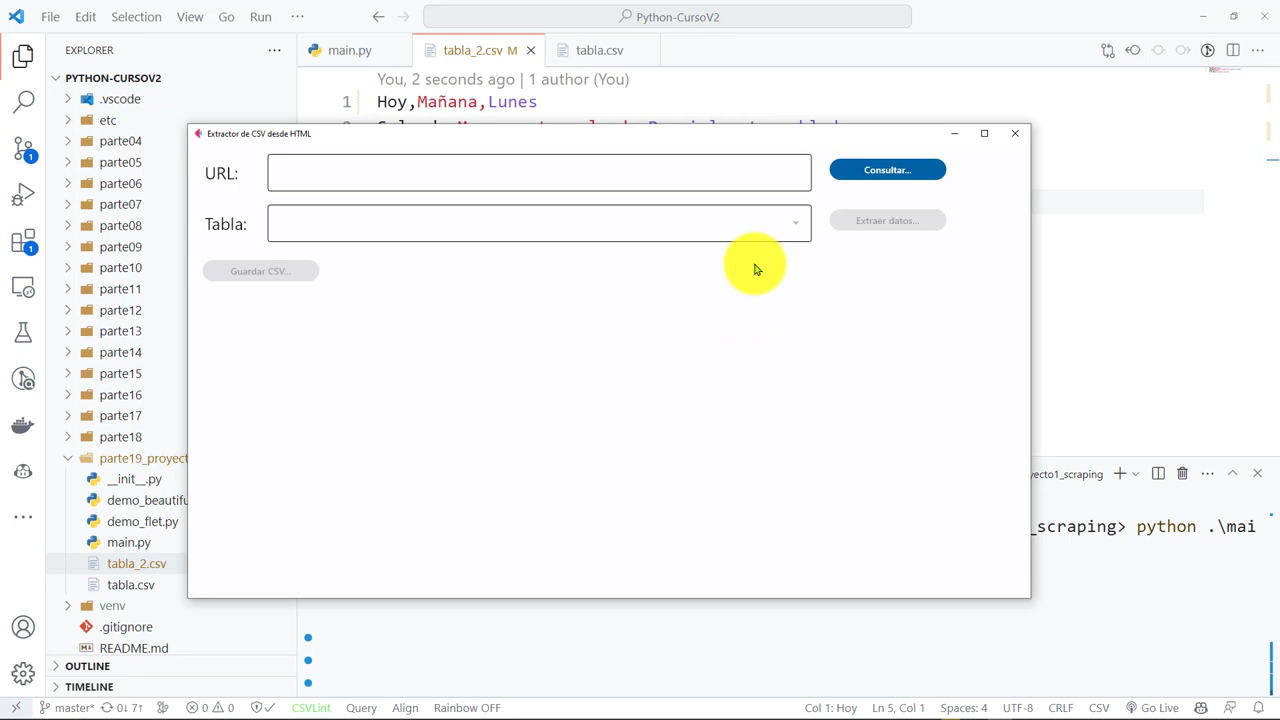 File Edit Selection View Go Run ···
Python-CursoV2
EXPLORER
main.py
tabla_2.csv M
tabla.csv
PYTHON-CURSOV2
.vscode
etc
parte04
parte05
parte06
parte07
parte08
parte09
parte10
parte11
parte12
parte13
parte14
parte15
parte16
parte17
parte18
parte19_proyect
__init__.py
demo_beautifu
demo_flet.py
main.py
tabla_2.csv
tabla.csv
venv
.gitignore
README.md
OUTLINE
TIMELINE
1
1
You, 2 seconds ago | 1 author (You)
1 Hoy,Mañana,Lunes
Extractor de CSV desde HTML
URL:
Consultar...
Tabla:
Extraer datos...
Guardar CSV...
yecto1_scraping
_scraping> python .\mai
master* 0↓ 7↑ 0 0 CSVLint Query Align Rainbow OFF Col 1: Hoy Ln 5, Col 1 Spaces: 4 UTF-8 CRLF CSV Go Live